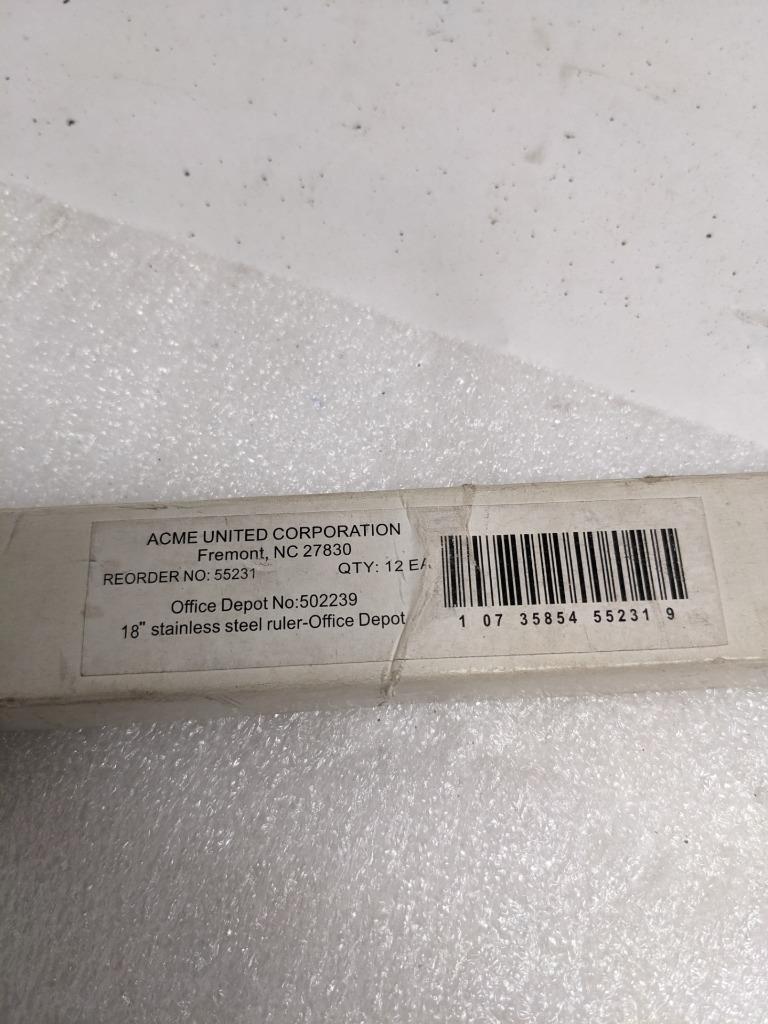 ACME UNITED CORPORATION
Fremont, NC 27830
REORDER NO: 55231 QTY: 12 EA
Office Depot No:502239
18" stainless steel ruler-Office Depot
1 07 35854 55231 9